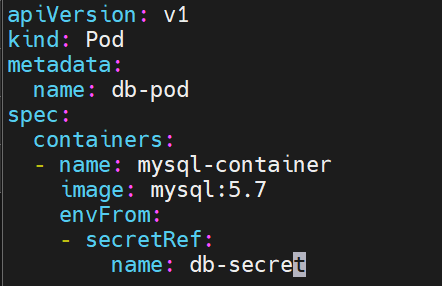 apiVersion: v1
kind: Pod
metadata:
  name: db-pod
spec:
  containers:
  - name: mysql-container
    image: mysql:5.7
    envFrom:
    - secretRef:
        name: db-secret